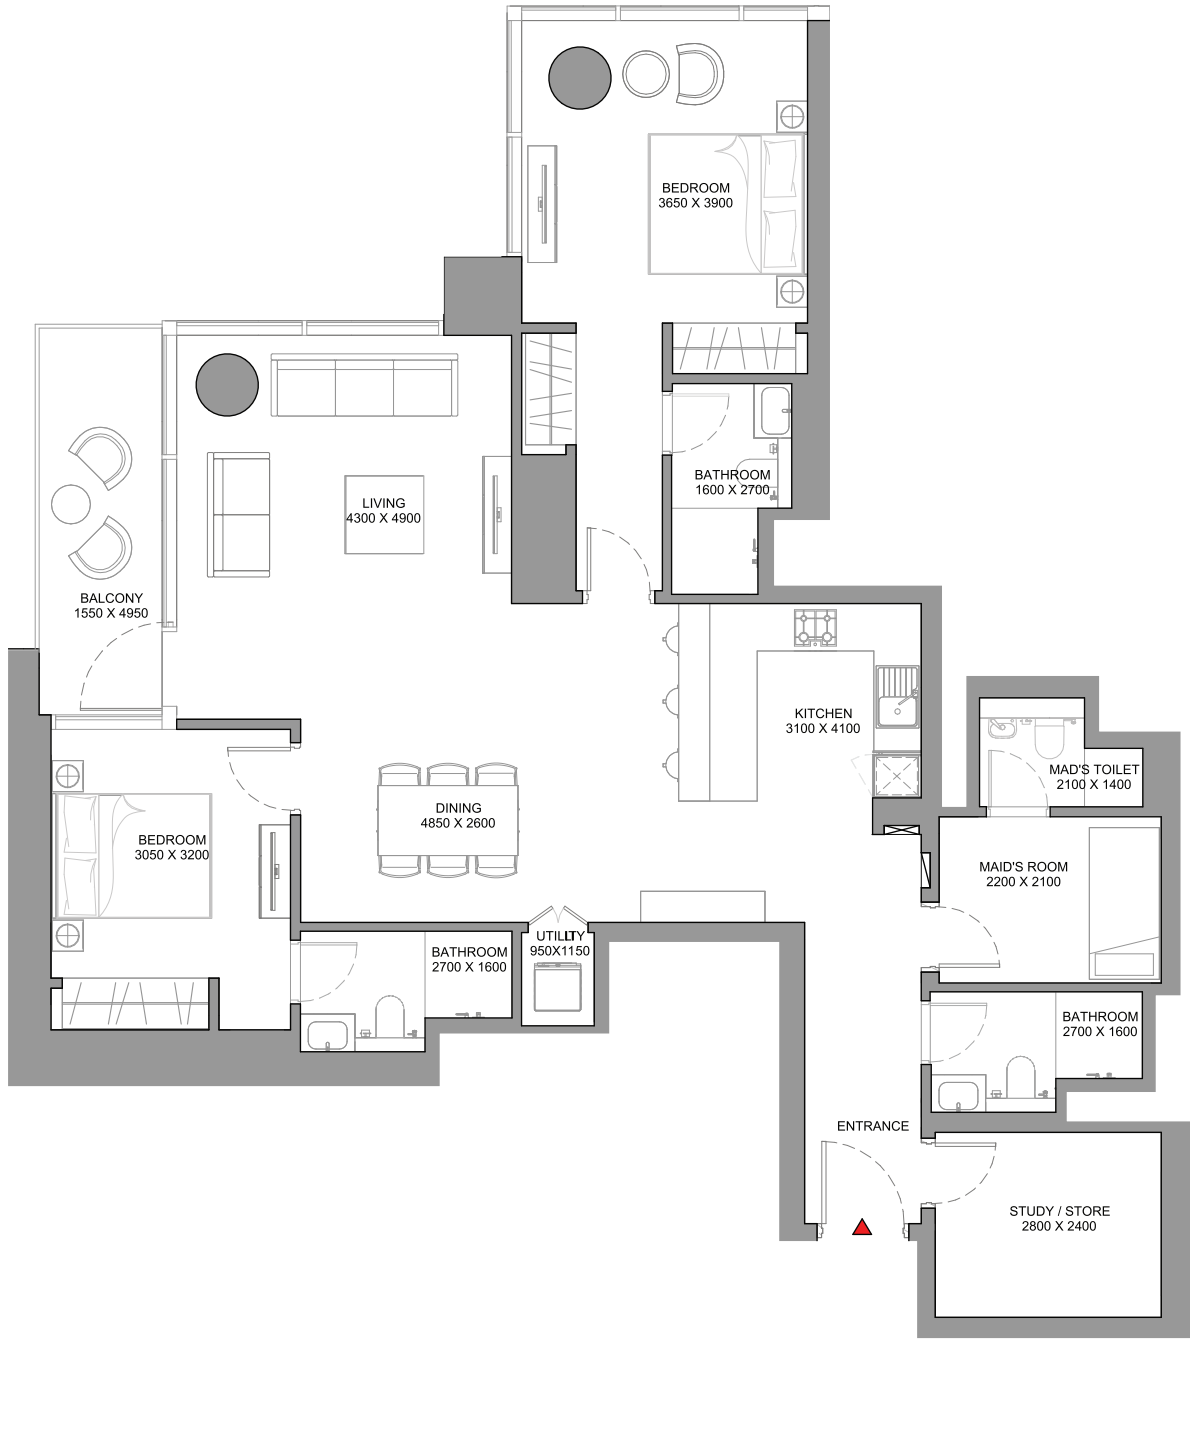 BEDROOM
3650 X 3900
BATHROOM
1600 X 2700
LIVING
4300 X 4900
BALCONY
1550 X 4950
KITCHEN
3100 X 4100
MAD'S TOILET
2100 X 1400
DINING
4850 X 2600
BEDROOM
3050 X 3200
MAID'S ROOM
2200 X 2100
UTILITY
950X1150
BATHROOM
2700 X 1600
BATHROOM
2700 X 1600
ENTRANCE
STUDY / STORE
2800 X 2400